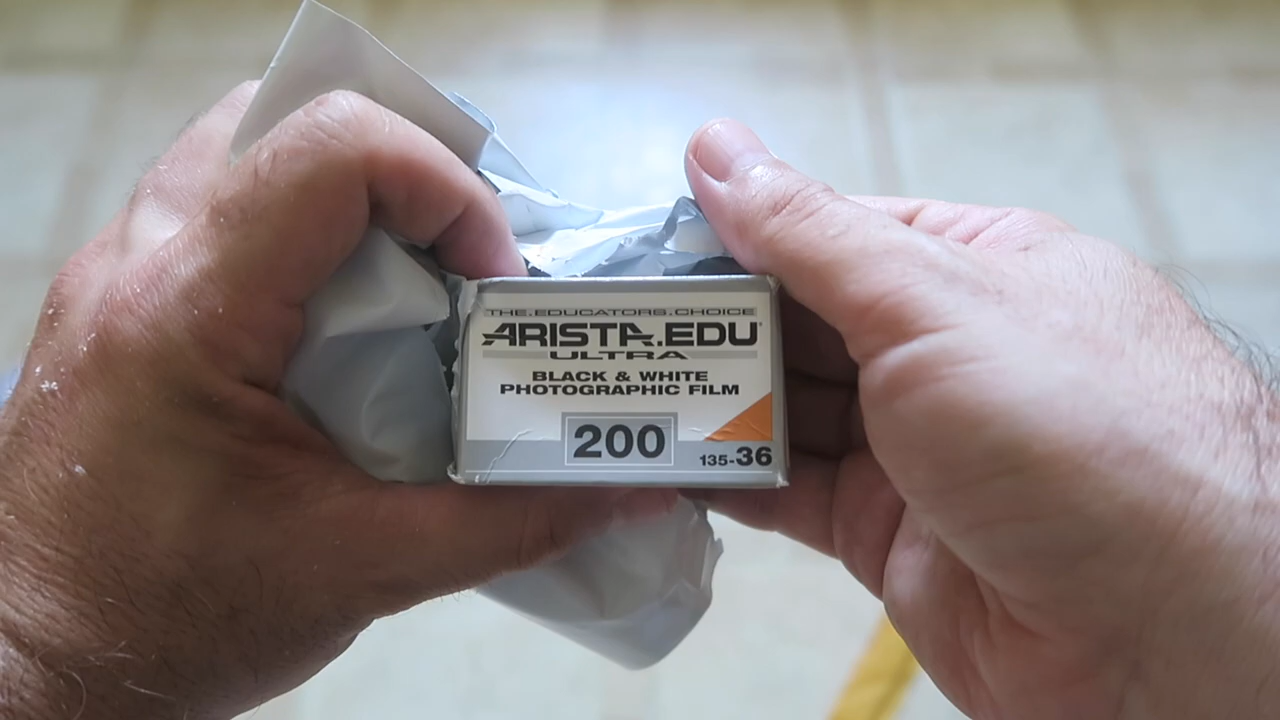 THE.EDUCATORS.CHOICE
ARISTA.EDU®
ULTRA
BLACK & WHITE
PHOTOGRAPHIC FILM
200
135-36